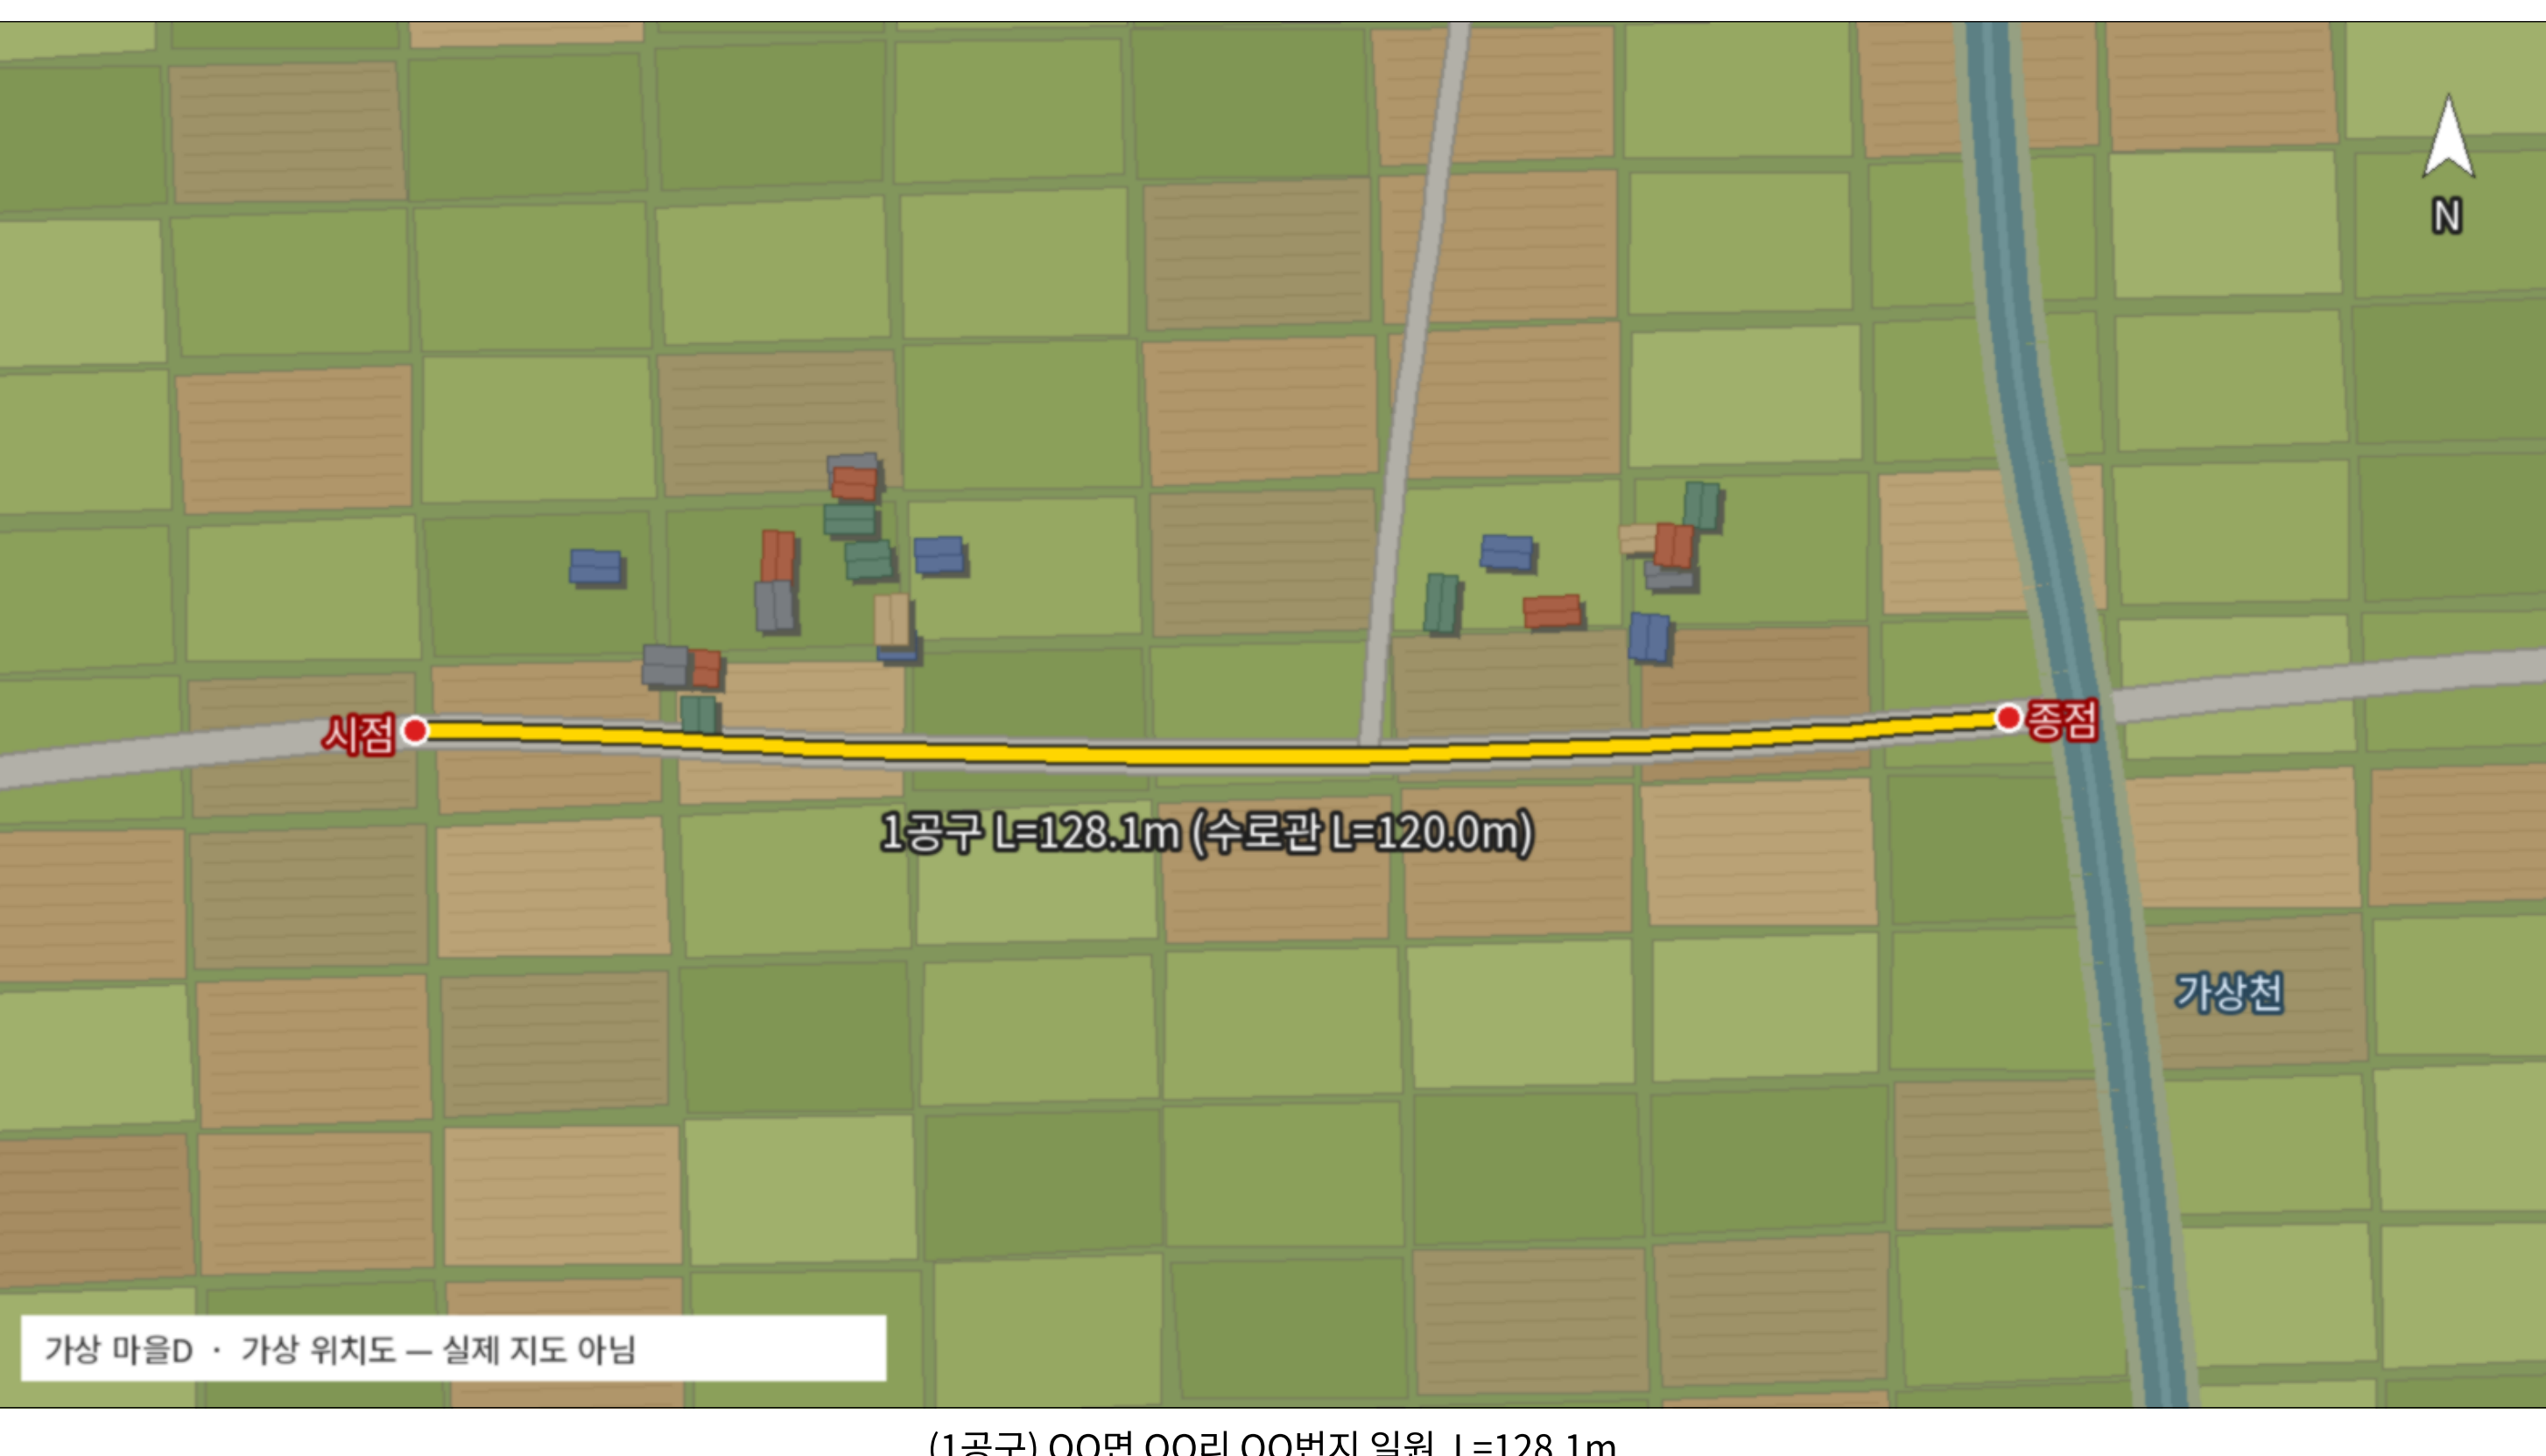 N
시점
종점
1공구 L=128.1m (수로관 L=120.0m)
가상천
가상 마을D · 가상 위치도 — 실제 지도 아님
(1공구) OO면 OO리 OO번지 일원 L=128.1m